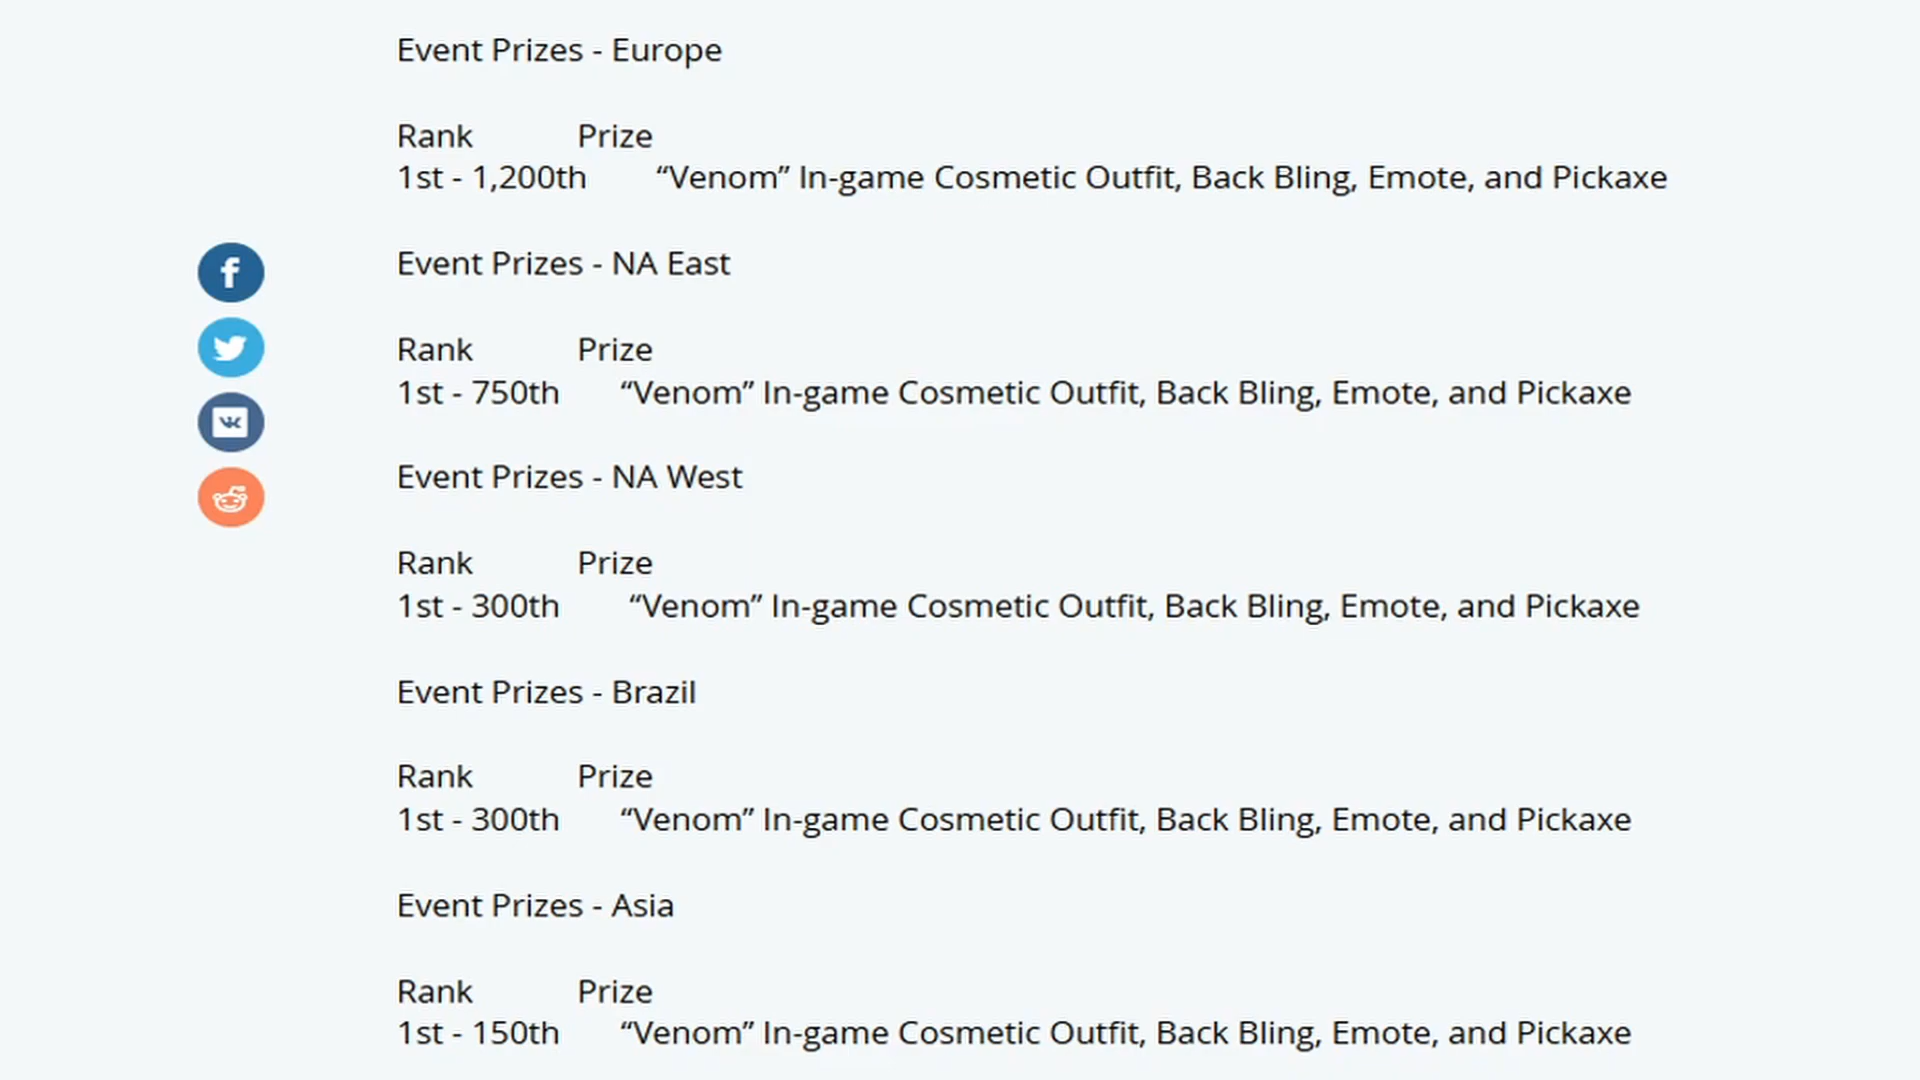 Event Prizes - Europe
Rank Prize
1st - 1,200th “Venom” In-game Cosmetic Outfit, Back Bling, Emote, and Pickaxe
Event Prizes - NA East
Rank Prize
1st - 750th “Venom” In-game Cosmetic Outfit, Back Bling, Emote, and Pickaxe
Event Prizes - NA West
Rank Prize
1st - 300th “Venom” In-game Cosmetic Outfit, Back Bling, Emote, and Pickaxe
Event Prizes - Brazil
Rank Prize
1st - 300th “Venom” In-game Cosmetic Outfit, Back Bling, Emote, and Pickaxe
Event Prizes - Asia
Rank Prize
1st - 150th “Venom” In-game Cosmetic Outfit, Back Bling, Emote, and Pickaxe